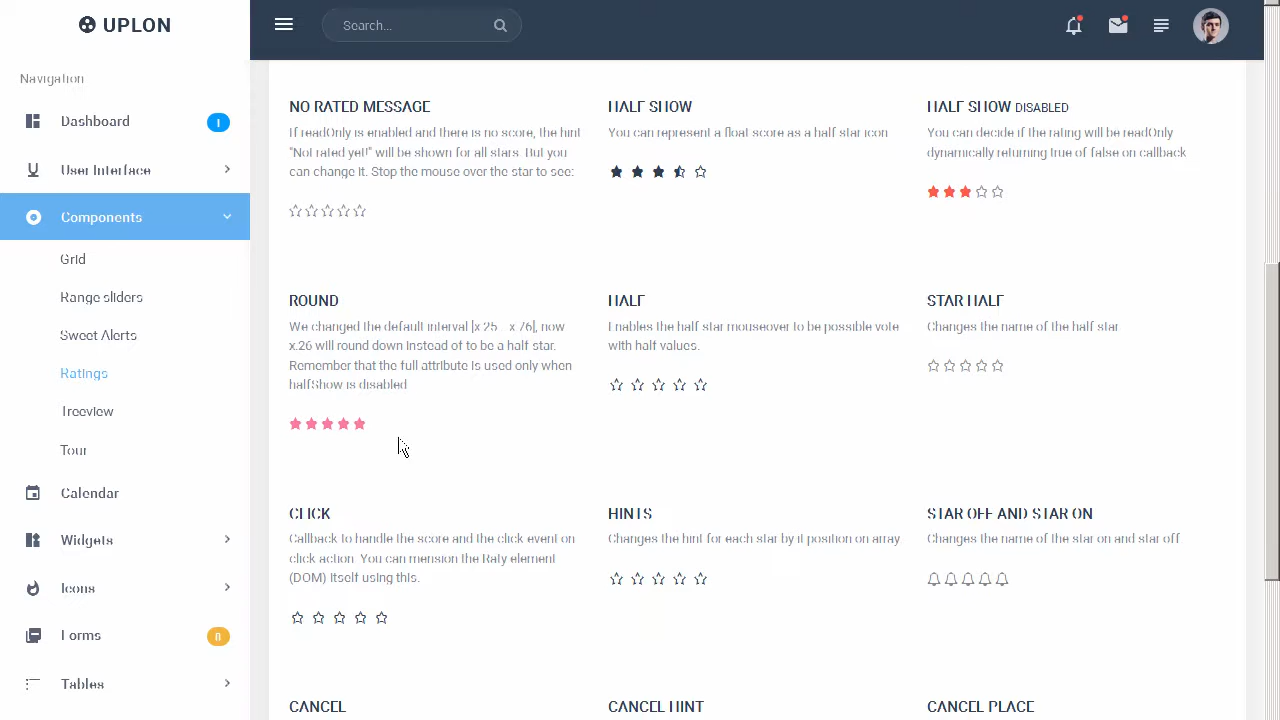 UPLON
Search...
Navigation
Dashboard
1
User Interface
Components
Grid
Range sliders
Sweet Alerts
Ratings
Treeview
Tour
Calendar
Widgets
Icons
Forms
8
Tables
NO RATED MESSAGE
If readOnly is enabled and there is no score, the hint
"Not rated yet!" will be shown for all stars. But you
can change it. Stop the mouse over the star to see:
HALF SHOW
You can represent a float score as a half star icon
HALF SHOW DISABLED
You can decide if the rating will be readOnly
dynamically returning true of false on callback
ROUND
We changed the default interval [x.25 .. x.76], now
x.26 will round down instead of to be a half star.
Remember that the full attribute is used only when
halfShow is disabled
HALF
Enables the half star mouseover to be possible vote
with half values.
STAR HALF
Changes the name of the half star
CLICK
Callback to handle the score and the click event on
click action. You can mension the Raty element
(DOM) itself using this.
HINTS
Changes the hint for each star by it position on array
STAR OFF AND STAR ON
Changes the name of the star on and star off
CANCEL
CANCEL HINT
CANCEL PLACE